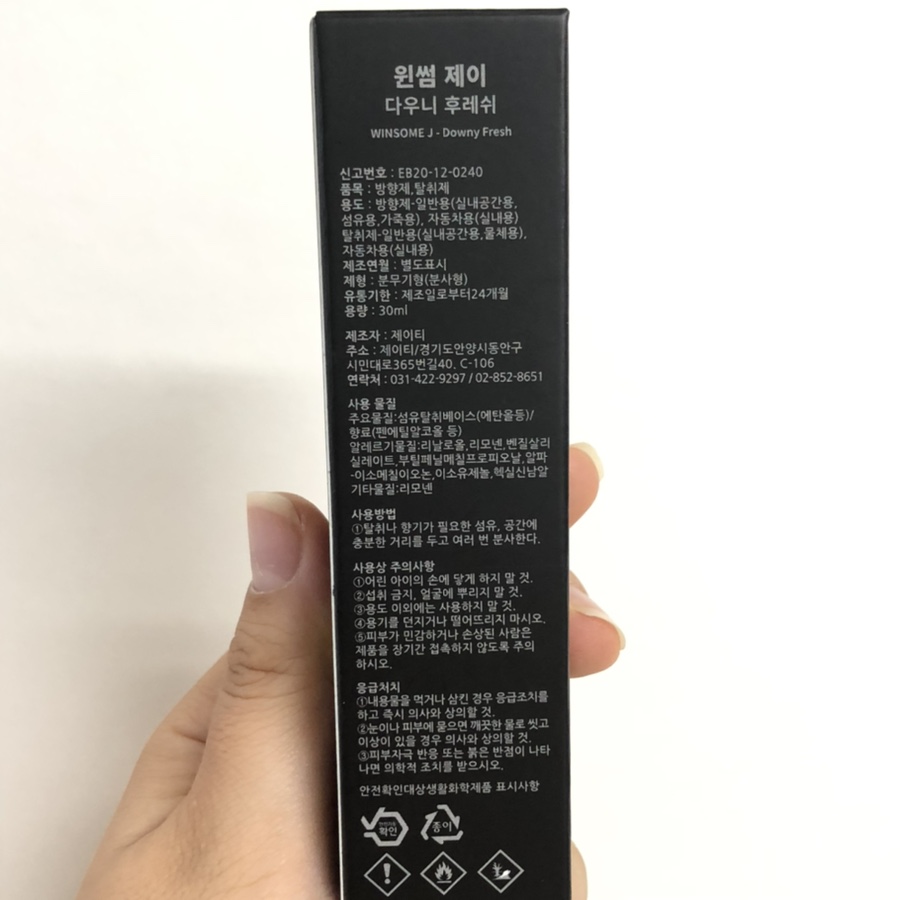 윈썸 제이
다우니 후레쉬
WINSOME J - Downy Fresh
신고번호 : EB20-12-0240
품목 : 방향제,탈취제
용도 : 방향제-일반용(실내공간용,
섬유용,가죽용), 자동차용(실내용)
탈취제-일반용(실내공간용,물체용),
자동차용(실내용)
제조연월 : 별도표시
제형 : 분무기형(분사형)
유통기한 : 제조일로부터24개월
용량 : 30ml
제조자 : 제이티
주소 : 제이티/경기도안양시동안구
시민대로365번길40. C-106
연락처 : 031-422-9297 / 02-852-8651
사용 물질
주요물질:섬유탈취베이스(에탄올등)/
향료(펜에틸알코올 등)
알레르기물질:리날로올,리모넨,벤질살리
실레이트,부틸페닐메칠프로피오날,알파
-이소메칠이오논,이소유제놀,헥실신남알
기타물질:리모넨
사용방법
①탈취나 향기가 필요한 섬유, 공간에
충분한 거리를 두고 여러 번 분사한다.
사용상 주의사항
①어린 아이의 손에 닿게 하지 말 것.
②섭취 금지, 얼굴에 뿌리지 말 것.
③용도 이외에는 사용하지 말 것.
④용기를 던지거나 떨어뜨리지 마시오.
⑤피부가 민감하거나 손상된 사람은
제품을 장기간 접촉하지 않도록 주의
하시오.
응급처치
①내용물을 먹거나 삼킨 경우 응급조치를
하고 즉시 의사와 상의할 것.
②눈이나 피부에 묻으면 깨끗한 물로 씻고
이상이 있을 경우 의사와 상의할 것.
③피부자극 반응 또는 붉은 반점이 나타
나면 의학적 조치를 받으시오.
안전확인대상생활화학제품 표시사항
확인
종이